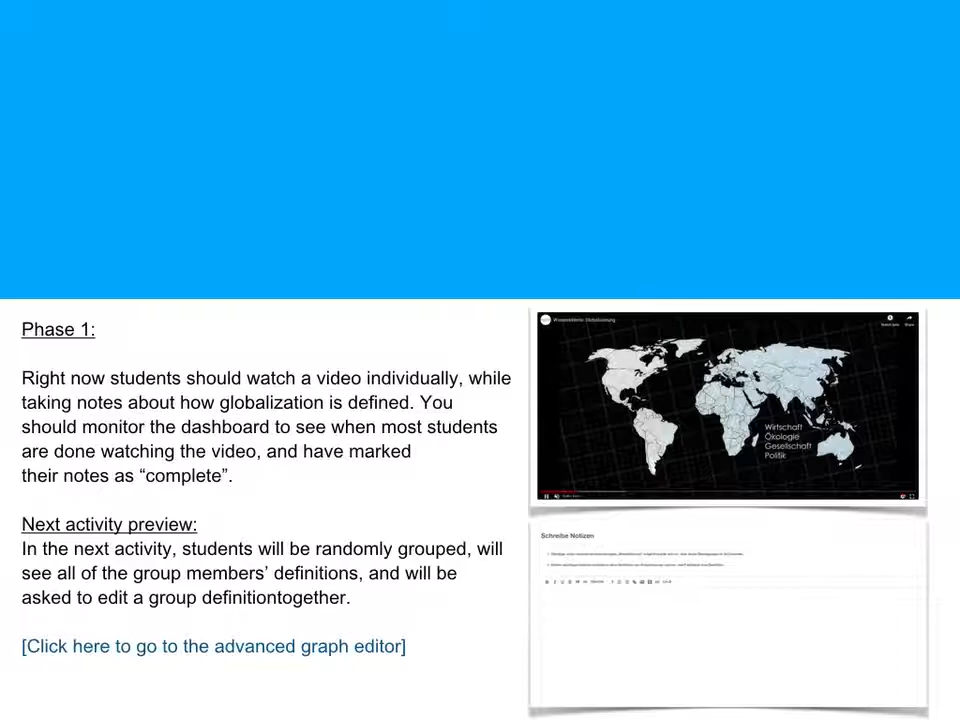 Phase 1:
Right now students should watch a video individually, while
taking notes about how globalization is defined. You
should monitor the dashboard to see when most students
are done watching the video, and have marked
their notes as “complete”.
Next activity preview:
In the next activity, students will be randomly grouped, will
see all of the group members’ definitions, and will be
asked to edit a group definitiontogether.
[Click here to go to the advanced graph editor]
Globalisierung
Share
Wirtschaft
Ökologie
Gesellschaft
Politik
Schreibe Notizen